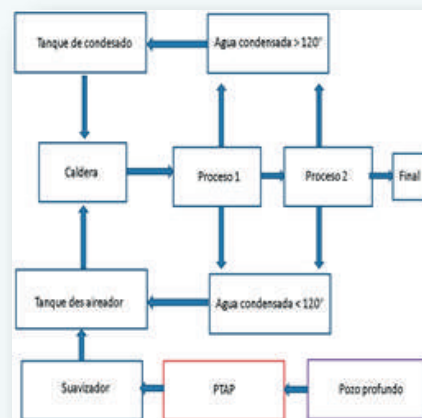 Tanque de condesado
Agua condensada > 120°
Caldera
Proceso 1
Proceso 2
Final
Tanque des aireador
Agua condensada < 120°
Suavizador
PTAP
Pozo profundo